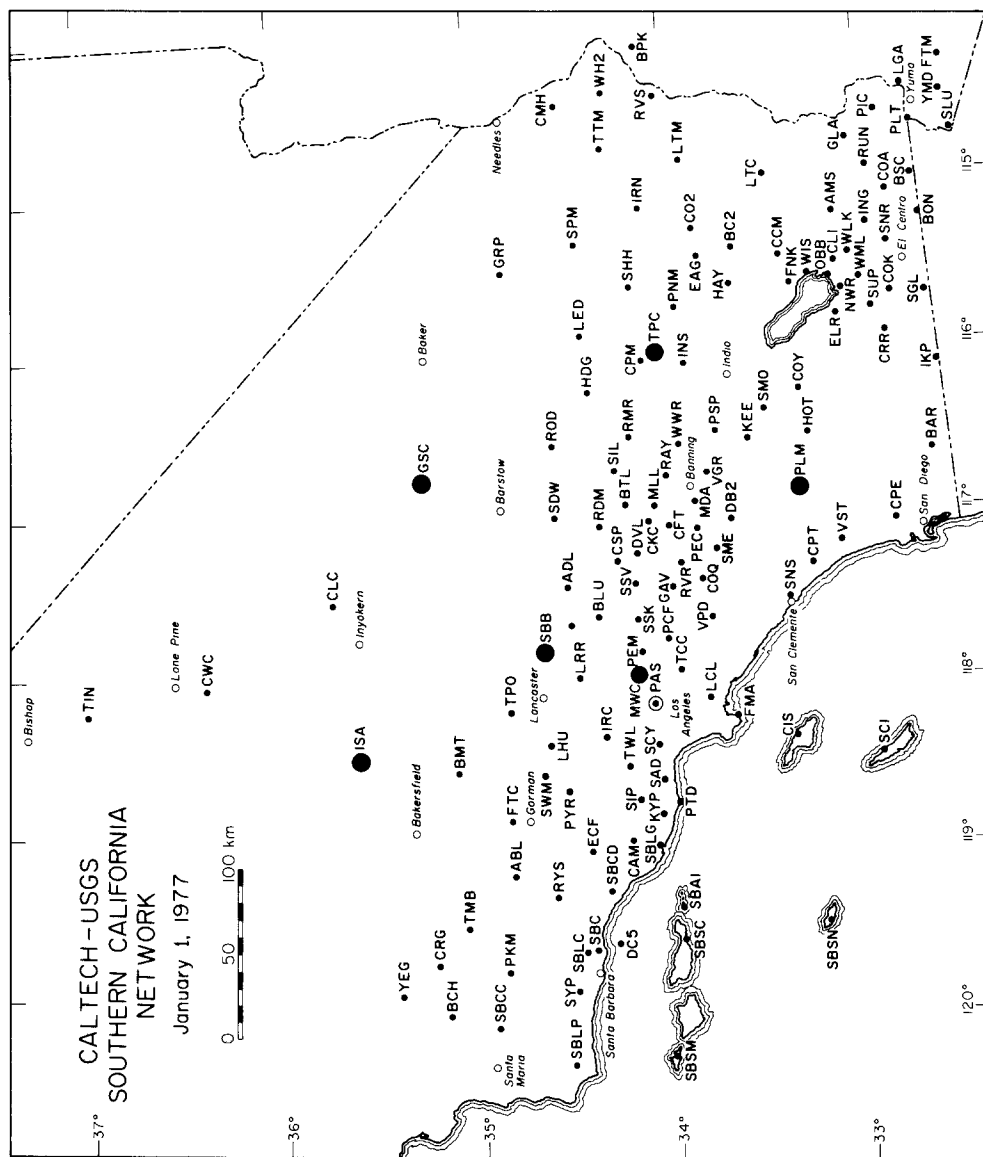 CALTECH-USGS
SOUTHERN CALIFORNIA
NETWORK
January 1, 1977
0 50 100 km
Bishop
37°
TIN
Lone Pine
CWC
36°
CLC
Inyokern
ISA
YEG
Bakersfield
GSC
Baker
CRG
BCH
BMT
TMB
35°
Santa Maria
SBCC
PKM
ABL
FTC
TPO
Barstow
GRP
Needles
Gorman
Lancaster
SWM
SBB
LHU
SDW
ROD
CMH
RYS
PYR
ADL
SPM
LED
SBLP
SYP
SBLC
LRR
HDG
ECF
BLU
RDM
TTM
WH2
SBC
Santa Barbara
SBCD
IRC
CSP
SIL
DC5
CAM
TWL
SSV
DVL
BTL
RMR
SHH
IRN
BPK
SIP
MWC
PEM
SSK
CKC
MLL
CPM
TPC
RVS
SBLG
KYP
SAD
SCY
PAS
Los Angeles
PCF
GAV
CFT
RAY
WWR
INS
PNM
LTM
34°
SBSM
SBSC
SBAI
PTD
TCC
RVR
Banning
CO2
EAG
LCL
VPD
COQ
PEC
MDA
VGR
PSP
FMA
SME
DB2
Indio
HAY
BC2
KEE
SMO
LTC
CCM
FNK
CIS
San Clemente
SNS
PLM
HOT
COY
WIS
OBB
CPT
CLI
AMS
SBSN
VST
ELR
NWR
WLK
GLA
WML
ING
RUN
PIC
SUP
33°
SCI
CPE
CRR
COK
SNR
COA
El Centro
PLT
LGA
Yuma
San Diego
BSC
SGL
BON
BAR
IKP
YMD
FTM
SLU
120°
119°
118°
117°
116°
115°